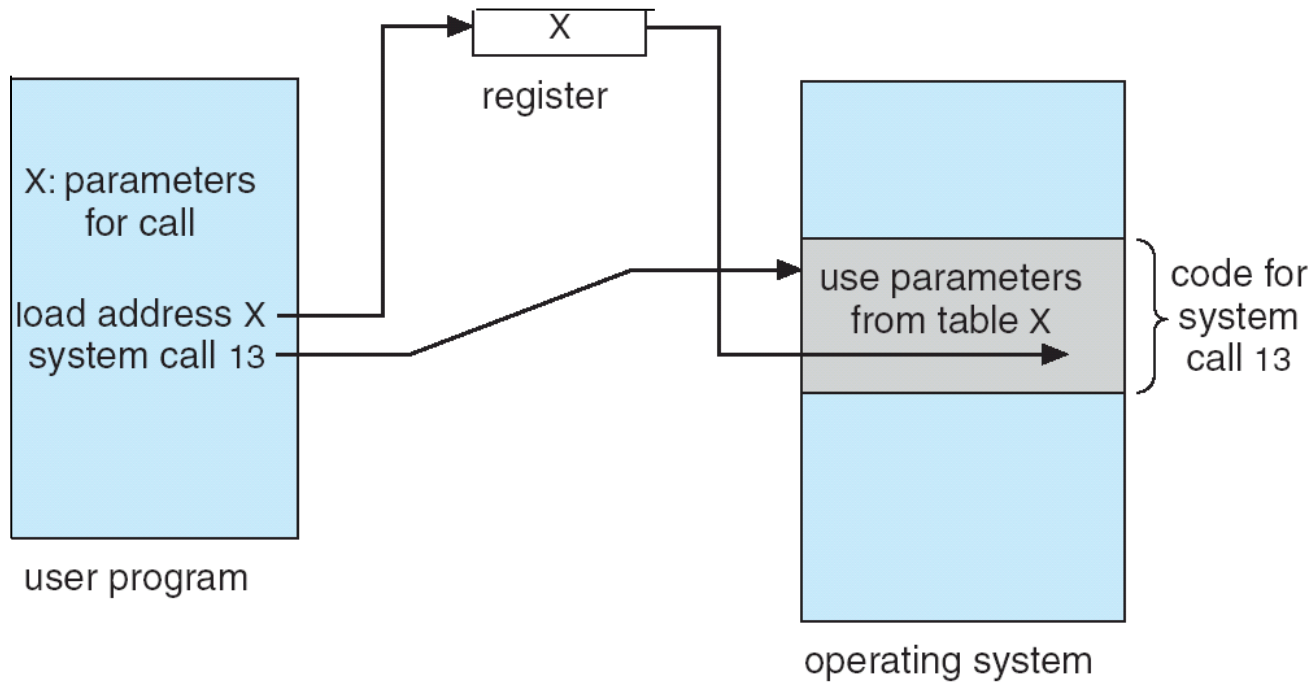 X
register
X: parameters
for call
load address X
system call 13
user program
use parameters
from table X
code for
system
call 13
operating system